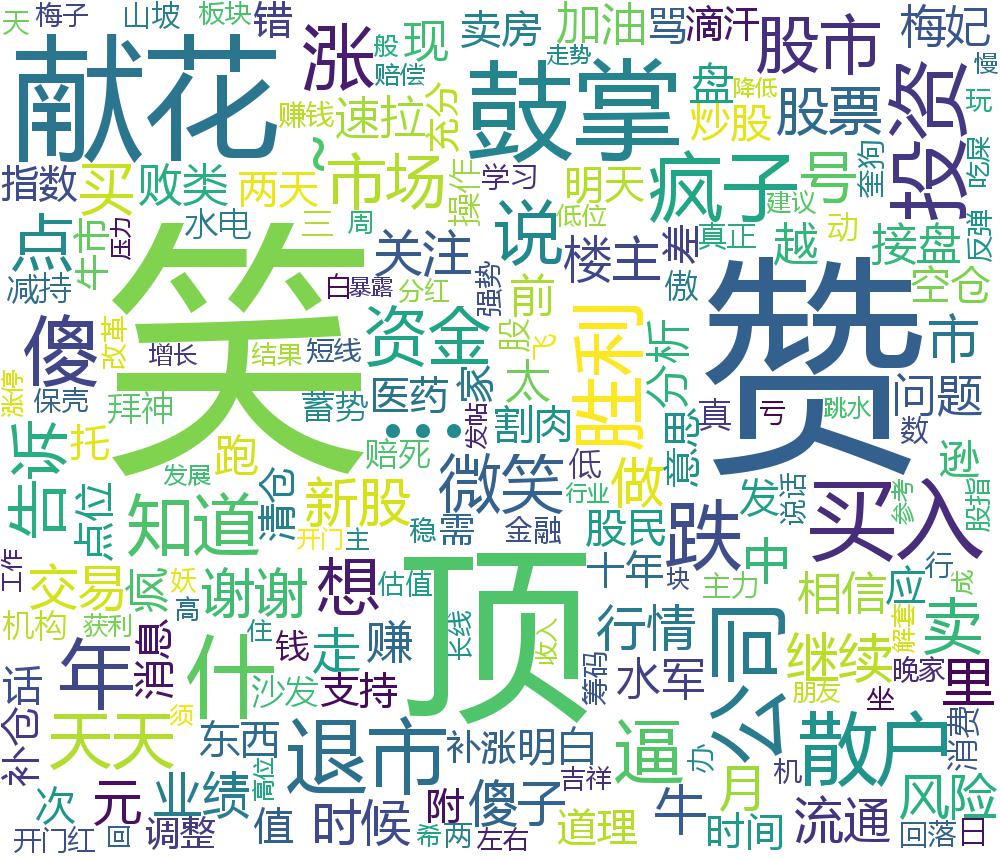 天
梅子
山坡
板块
错
涨
般
现
赔偿
卖房
加油
走势
骂
滴汗
股市
梅妃
慢
献花
鼓掌
盘
降低
股票
炒股
投资
玩
吃屎
赚钱
速拉
充分
~
市场
操作
学习
明天
疯子
号
奎狗
建议
指数
买
败类
两天
压力
水电
三
周
关注
说
低位
楼主
差
真正
越
动
接盘
反弹
点
牛市
减持
笑
白
暴露
分红
强势
前
傲
空仓
赞
傻
改革
增长
结果
短线
资金
股
飞
胜利
分析
市
涨停
保壳
拜神
蓄势
医药
家
太
问题
真
亏
跳水
数
...
发帖
割肉
意思
告诉
托
点位
发展
跑
赔死
微笑
低
行业
做
发
说话
逊
参考
股指
知道
清仓
新股
开门
主
稳
需
金融
股民
跌
买入
工作
交易
疯
妖
高
谢谢
想
估值
顶
十年
块
中
主力
相信
应
行
成
机构
获利
住
什
钱
走
赚
长线
收入
行情
筹码
水军
公司
继续
解套
卖
晚家
里
朋友
坐
话
年
消息
沙发
支持
须
补仓
天天
东西
退市
补涨
明白
逼
办
么
机
散户
消费
次
元
业绩
高位
值
时候
附
傻子
吉祥
道理
牛
月
时间
流通
风险
开门红
回
调整
希两
左右
回落
日